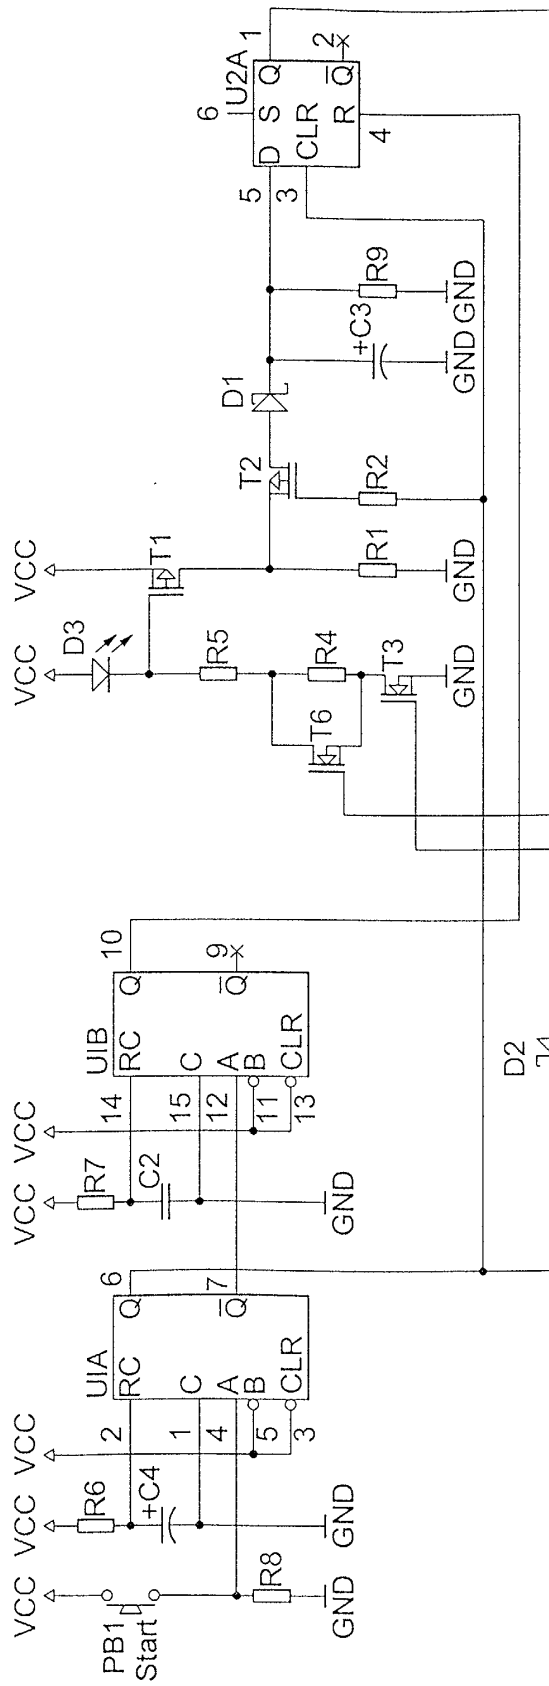 VCC
PB1
Start
R8
GND
VCC
R6
+C4
GND
VCC
UIA
2
RC
1
C
4
A
5
B
3
CLR
Q
6
Q̅
7
VCC
R7
C2
GND
VCC
UIB
14
RC
15
C
12
A
11
B
13
CLR
Q
10
Q̅
9
D2
VCC
D3
R5
R4
T6
T3
GND
VCC
T1
R1
GND
T2
R2
D1
+C3
GND
R9
GND
U2A
6
S
5
D
3
CLR
Q
1
Q̅
2
R
4